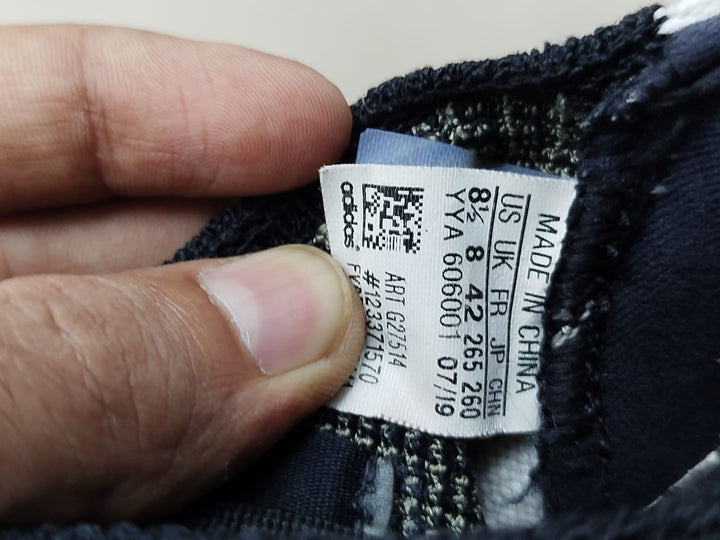 MADE IN CHINA
US UK FR JP CHN
8½ 8 42 265 260
YYA 606001 07/19
ART G27514
#1233371570
adidas